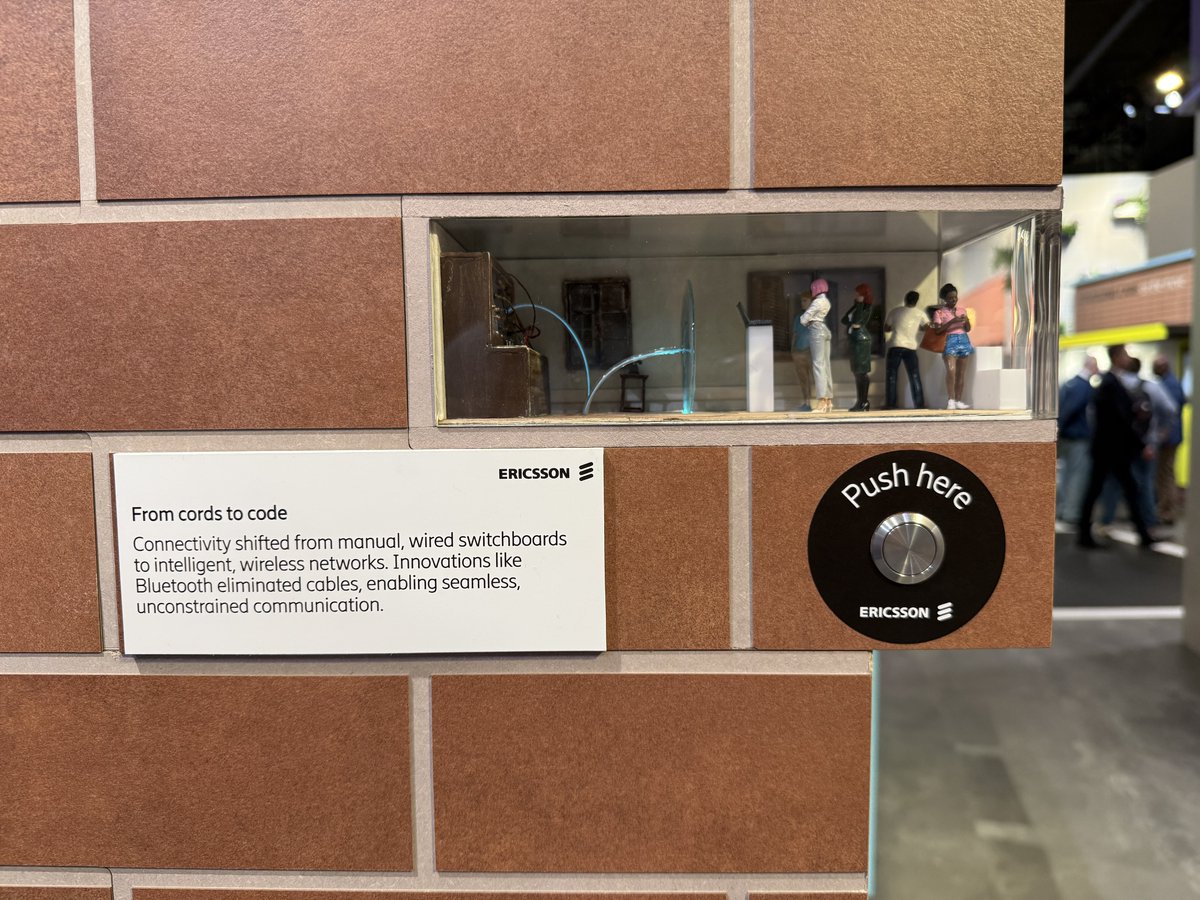 ERICSSON
From cords to code
Connectivity shifted from manual, wired switchboards
to intelligent, wireless networks. Innovations like
Bluetooth eliminated cables, enabling seamless,
unconstrained communication.
Push here
ERICSSON